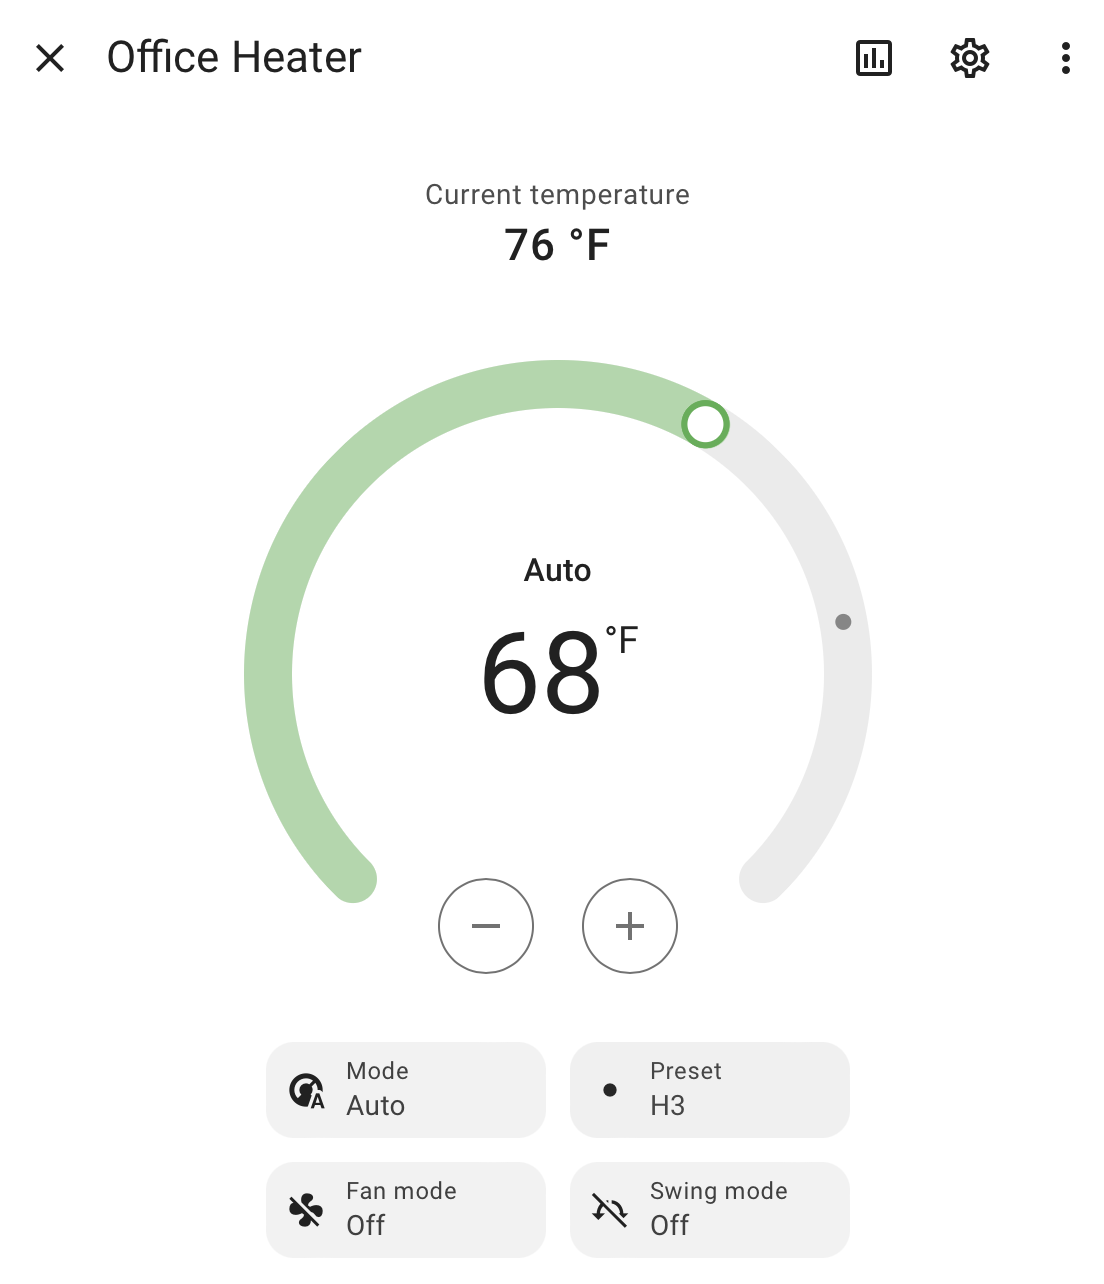 Office Heater
Current temperature
76 °F
Auto
68 °F
Mode
Auto
Preset
H3
Fan mode
Off
Swing mode
Off